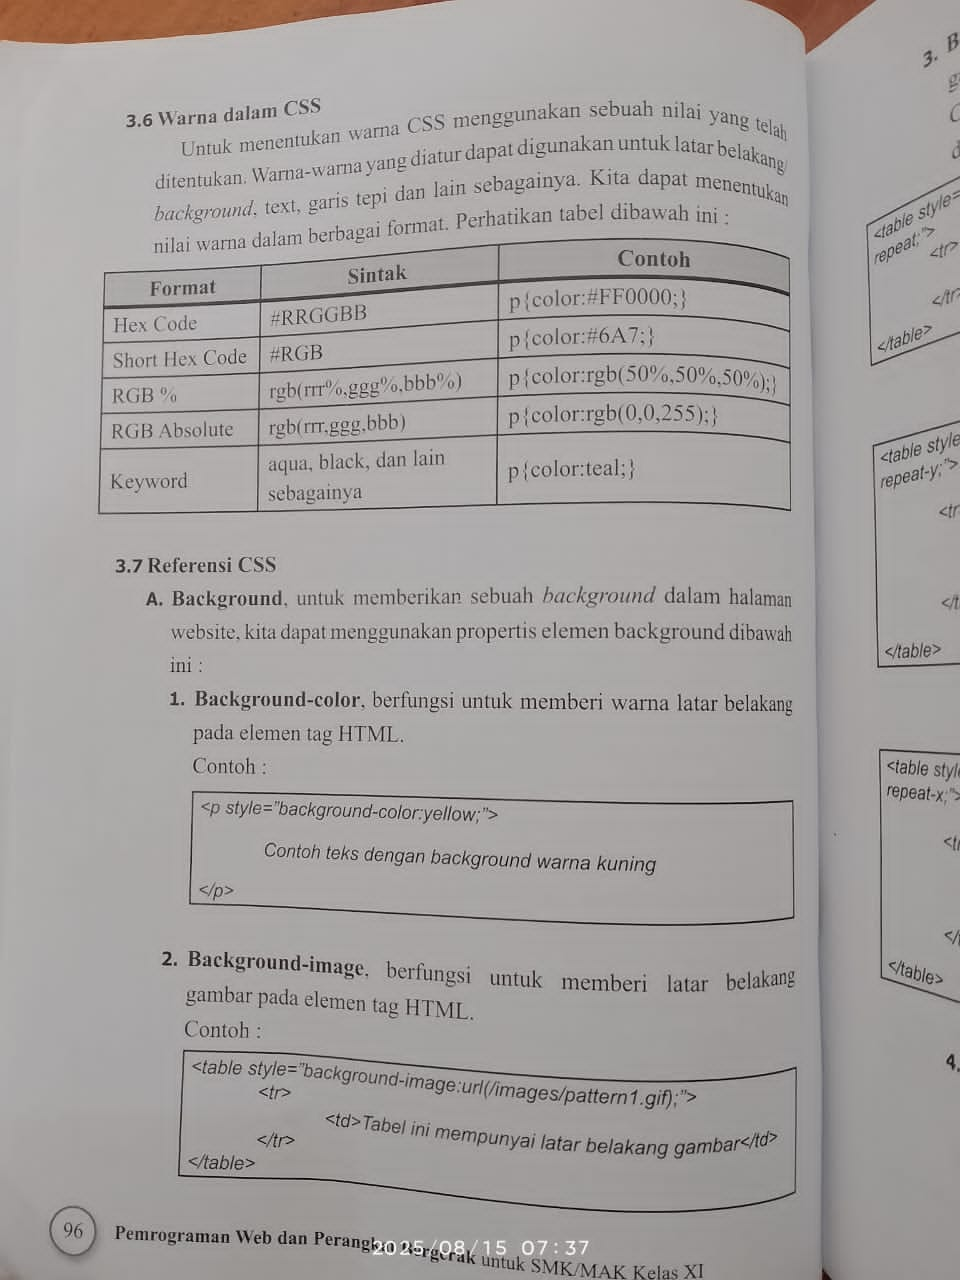 3.6 Warna dalam CSS
Untuk menentukan warna CSS menggunakan sebuah nilai yang telah
ditentukan. Warna-warna yang diatur dapat digunakan untuk latar belakang/
background, text, garis tepi dan lain sebagainya. Kita dapat menentukan
nilai warna dalam berbagai format. Perhatikan tabel dibawah ini :
Format Sintak Contoh
Hex Code #RRGGBB p{color:#FF0000;}
Short Hex Code #RGB p{color:#6A7;}
RGB % rgb(rrr%,ggg%,bbb%) p{color:rgb(50%,50%,50%);}
RGB Absolute rgb(rrr,ggg,bbb) p{color:rgb(0,0,255);}
Keyword aqua, black, dan lain sebagainya p{color:teal;}
3.7 Referensi CSS
A. Background, untuk memberikan sebuah background dalam halaman
website, kita dapat menggunakan propertis elemen background dibawah
ini :
1. Background-color, berfungsi untuk memberi warna latar belakang
pada elemen tag HTML.
Contoh :
<p style="background-color:yellow;">
Contoh teks dengan background warna kuning
</p>
2. Background-image, berfungsi untuk memberi latar belakang
gambar pada elemen tag HTML.
Contoh :
<table style="background-image:url(/images/pattern1.gif);">
<tr>
<td>Tabel ini mempunyai latar belakang gambar</td>
</tr>
</table>
96 Pemrograman Web dan Perangkat Bergerak untuk SMK/MAK Kelas XI
2025/08/15 07:37
3. B
<table style=
repeat;">
<tr>
</tr>
</table>
<table style
repeat-y;">
<tr
</t
</table>
<table style
repeat-x;">
<t
</
</table>
4.